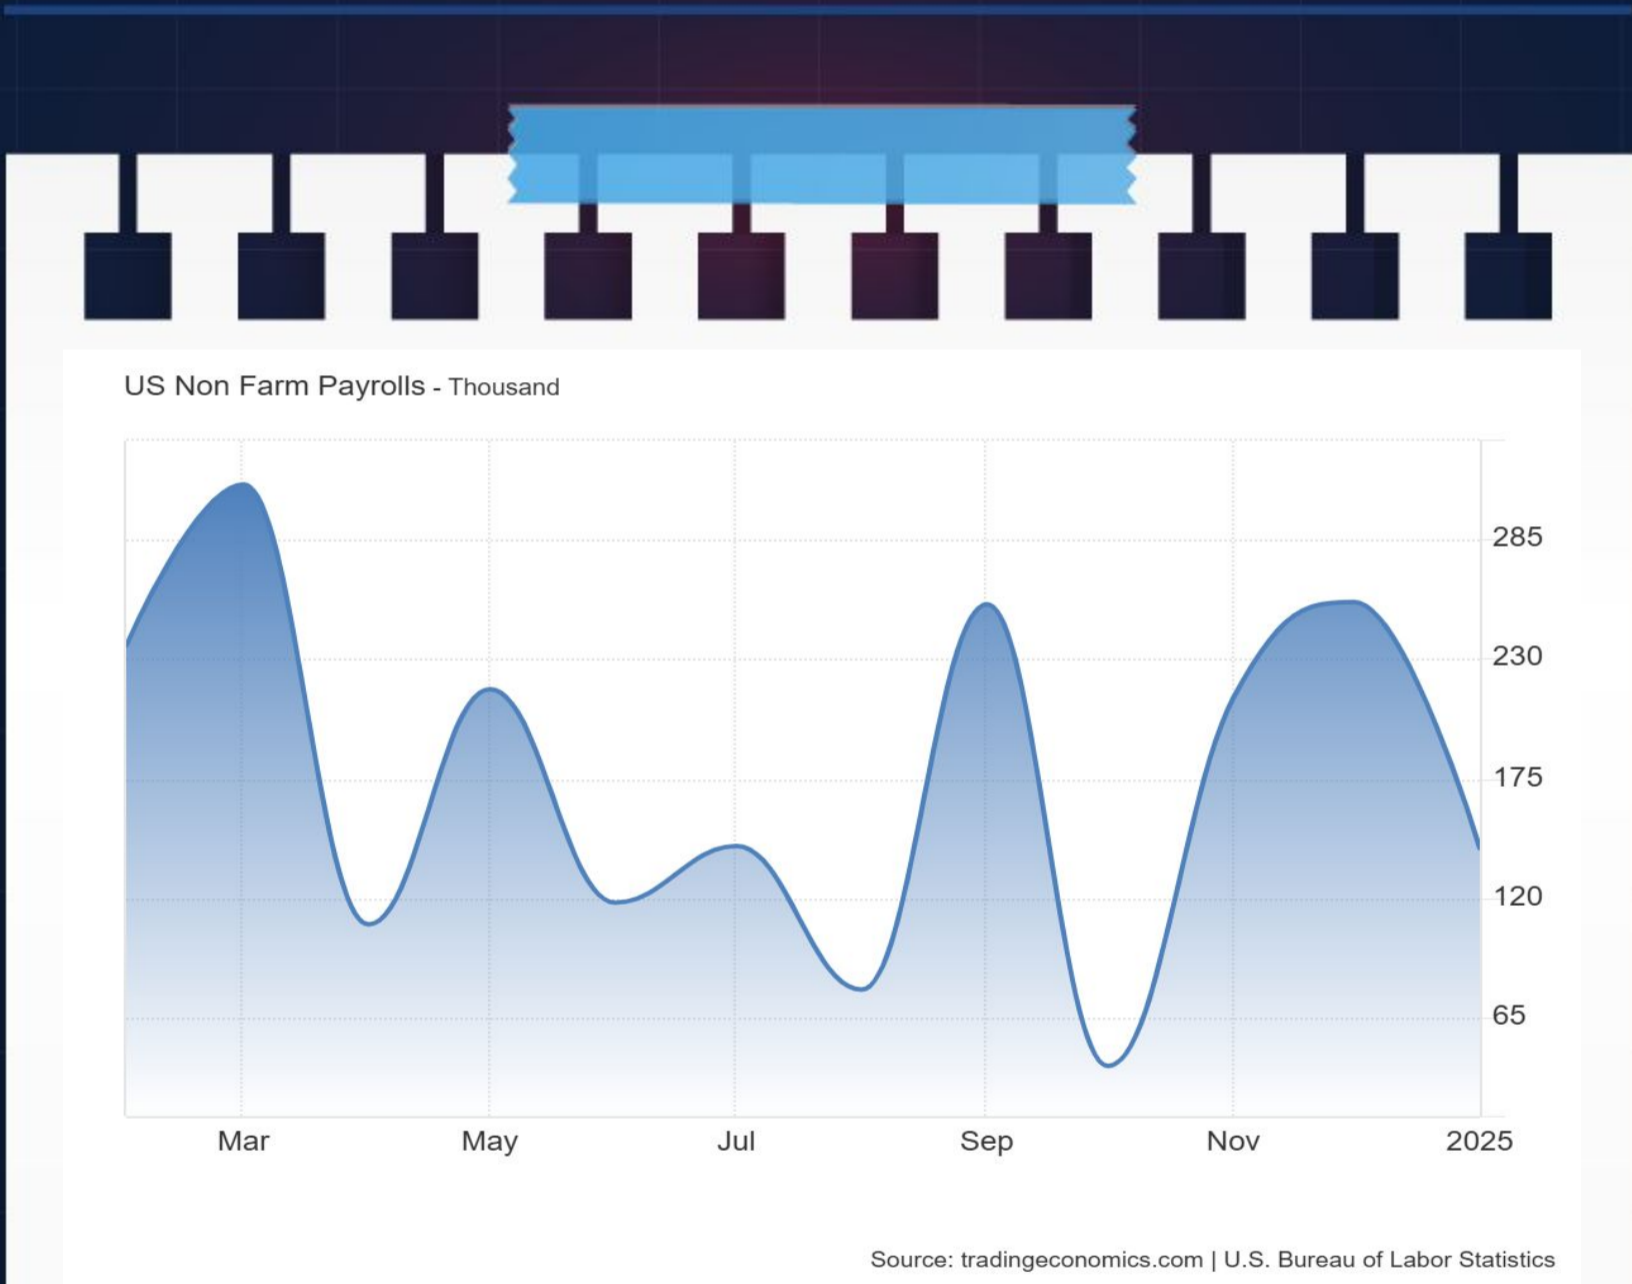 US Non Farm Payrolls - Thousand
285
230
175
120
65
Mar May Jul Sep Nov 2025
Source: tradingeconomics.com | U.S. Bureau of Labor Statistics